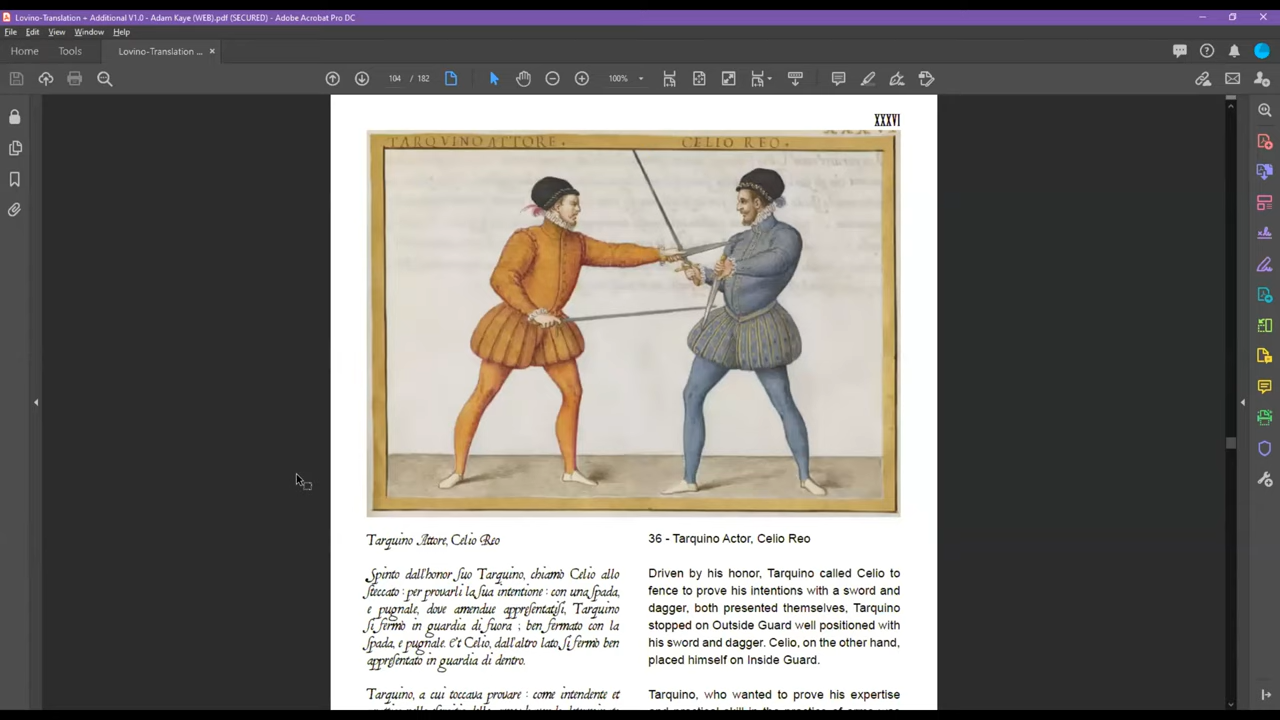 Lovino-Translation + Additional V1.0 - Adam Kaye (WEB).pdf (SECURED) - Adobe Acrobat Pro DC
File Edit View Window Help
Home Tools Lovino-Translation ... ×
104 / 182 100%
XXXVI
TARQVINO ATTORE. CELIO REO.
Tarquino Attore, Celio Reo
Spinto dall'honor suo Tarquino, chiamò Celio allo
steccato : per provarli la sua intentione : con una spada,
e pugnale, dove amendue appresentatisi, Tarquino
si fermò in guardia di fuora ; ben fermato con la
spada, e pugnale. Et Celio, dall'altro lato si fermò ben
appresentato in guardia di dentro.
Tarquino, a cui toccava provare : come intendente et
36 - Tarquino Actor, Celio Reo
Driven by his honor, Tarquino called Celio to
fence to prove his intentions with a sword and
dagger, both presented themselves, Tarquino
stopped on Outside Guard well positioned with
his sword and dagger. Celio, on the other hand,
placed himself on Inside Guard.
Tarquino, who wanted to prove his expertise